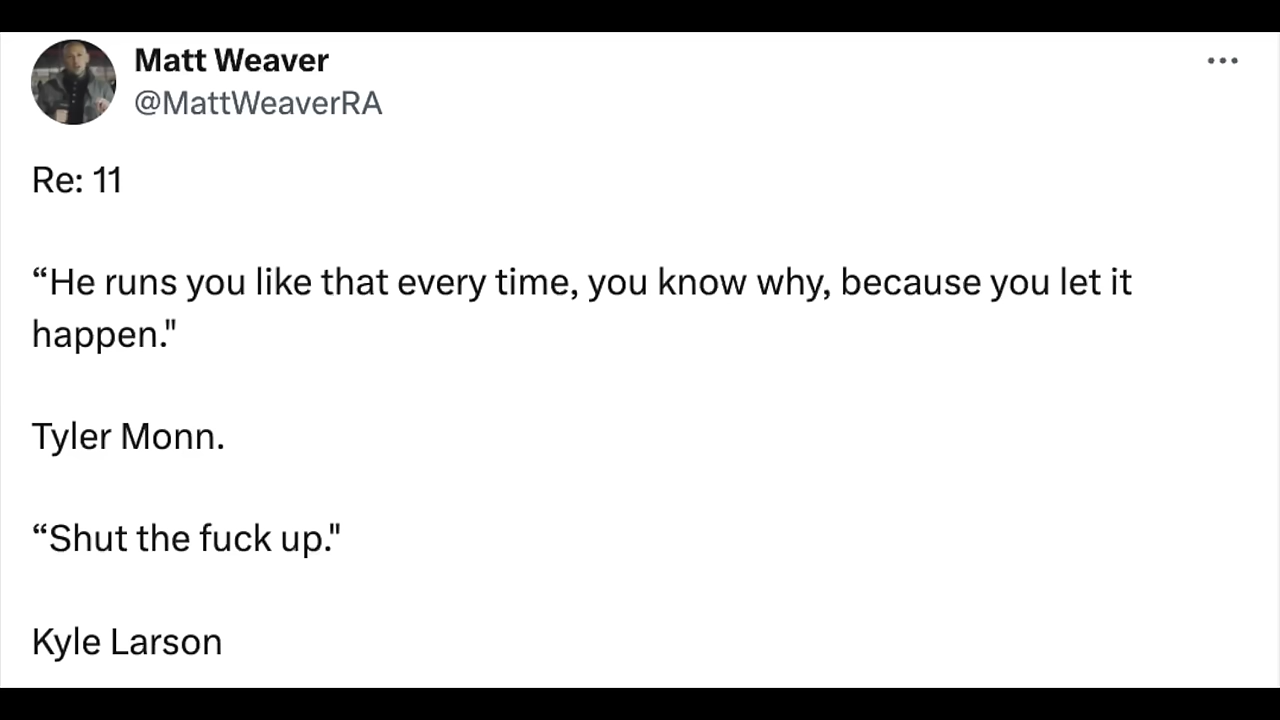 Matt Weaver
@MattWeaverRA
Re: 11
“He runs you like that every time, you know why, because you let it
happen."
Tyler Monn.
“Shut the fuck up."
Kyle Larson